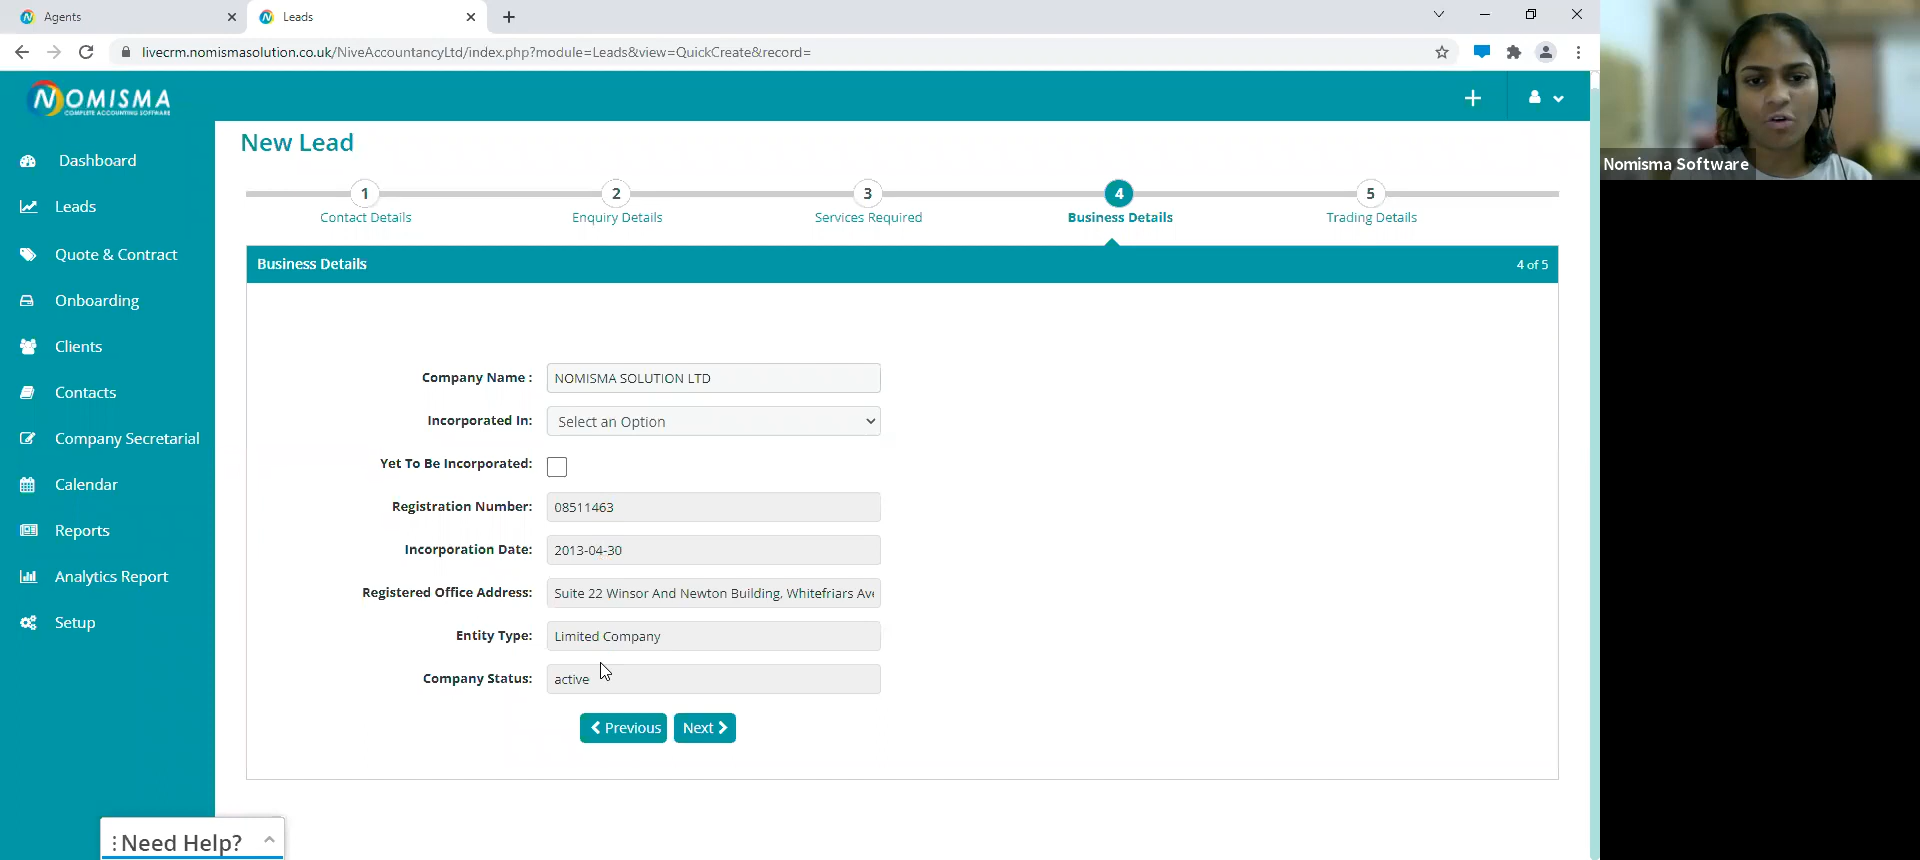 Agents
Leads
livecrm.nomismasolution.co.uk/NiveAccountancyLtd/index.php?module=Leads&view=QuickCreate&record=
NOMISMA
COMPLETE ACCOUNTING SOFTWARE
Nomisma Software
Dashboard
Leads
Quote & Contract
Onboarding
Clients
Contacts
Company Secretarial
Calendar
Reports
Analytics Report
Setup
New Lead
1
Contact Details
2
Enquiry Details
3
Services Required
4
Business Details
5
Trading Details
Business Details
4 of 5
Company Name : NOMISMA SOLUTION LTD
Incorporated In: Select an Option
Yet To Be Incorporated:
Registration Number: 08511463
Incorporation Date: 2013-04-30
Registered Office Address: Suite 22 Winsor And Newton Building, Whitefriars Ave
Entity Type: Limited Company
Company Status: active
Previous Next
Need Help?